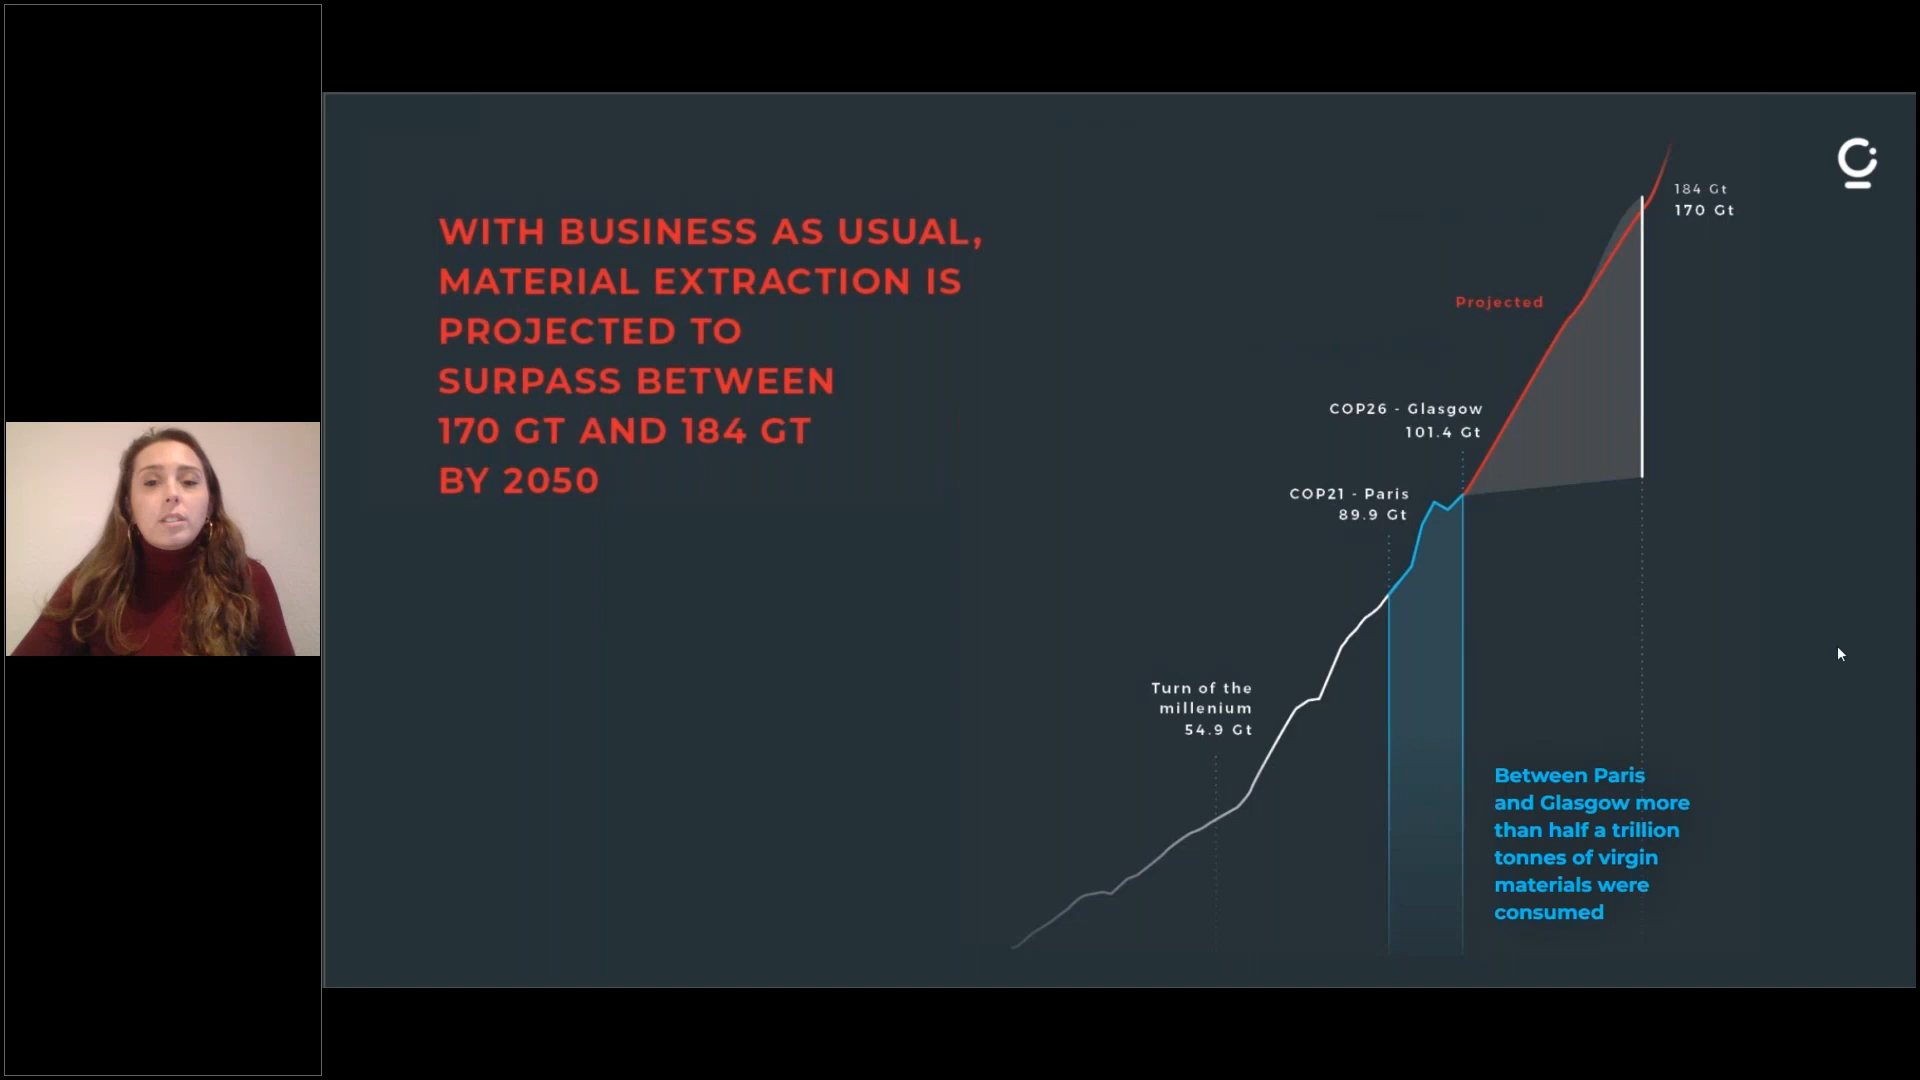 WITH BUSINESS AS USUAL,
MATERIAL EXTRACTION IS
PROJECTED TO
SURPASS BETWEEN
170 GT AND 184 GT
BY 2050
184 Gt
170 Gt
Projected
COP26 - Glasgow
101.4 Gt
COP21 - Paris
89.9 Gt
Turn of the
millenium
54.9 Gt
Between Paris
and Glasgow more
than half a trillion
tonnes of virgin
materials were
consumed